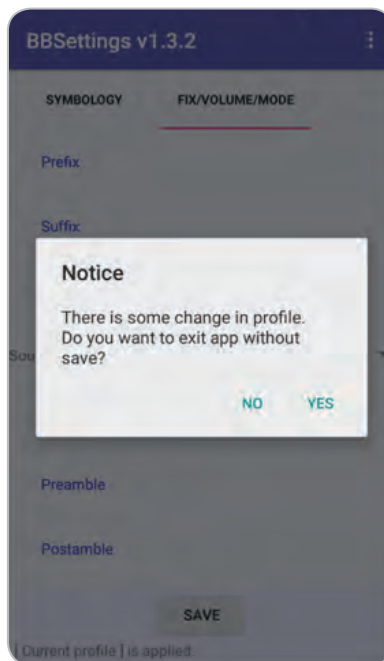 BBSettings v1.3.2
SYMBOLOGY FIX/VOLUME/MODE
Prefix
Suffix
Notice
There is some change in profile.
Do you want to exit app without
save?
Sou
NO YES
Preamble
Postamble
SAVE
[ Current profile ] is applied